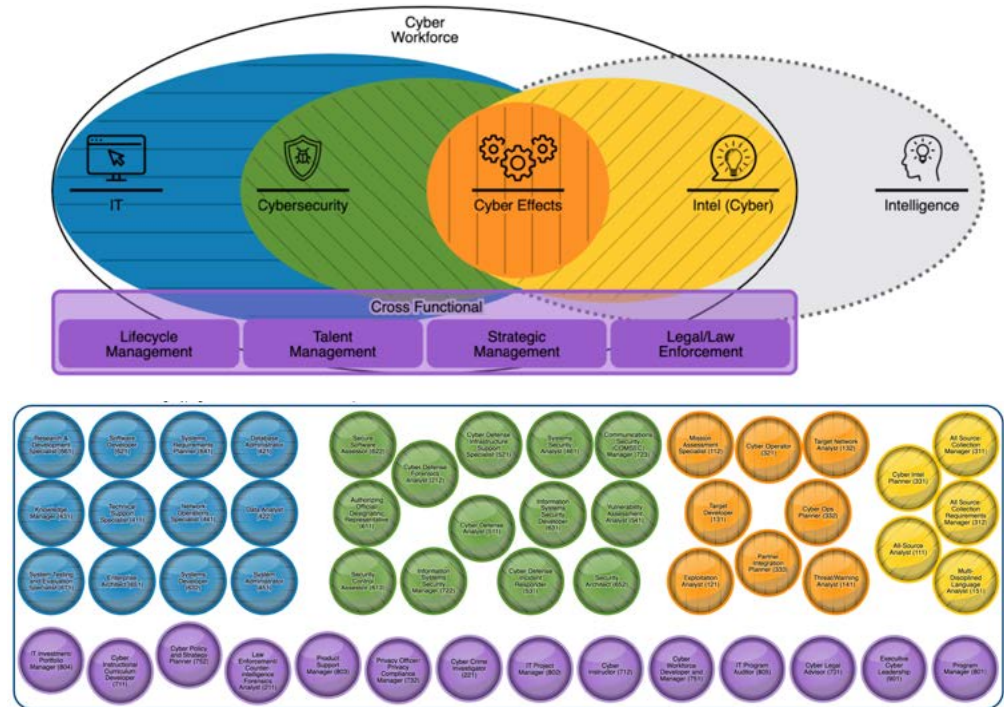 Cyber
Workforce
IT
Cybersecurity
Cyber Effects
Intel (Cyber)
Intelligence
Cross Functional
Lifecycle
Management
Talent
Management
Strategic
Management
Legal/Law
Enforcement
Research &
Development
Specialist (661)
Software
Developer
(621)
Systems
Requirements
Planner (641)
Database
Administrator
(421)
Knowledge
Manager (431)
Technical
Support
Specialist (411)
Network
Operations
Specialist (441)
Data Analyst
(422)
System Testing
and Evaluation
Specialist (671)
Enterprise
Architect (651)
Systems
Developer
(632)
System
Administrator
(451)
Secure
Software
Assessor (622)
Cyber Defense
Forensics
Analyst (212)
Cyber Defense
Infrastructure
Support
Specialist (521)
Systems
Security
Analyst (461)
Communications
Security
(COMSEC)
Manager (723)
Authorizing
Official/
Designating
Representative
(611)
Cyber Defense
Analyst (511)
Information
Systems
Security
Developer
(631)
Vulnerability
Assessment
Analyst (541)
Security
Control
Assessor (612)
Information
Systems
Security
Manager (722)
Cyber Defense
Incident
Responder
(531)
Security
Architect (652)
Mission
Assessment
Specialist (112)
Cyber Operator
(321)
Target Network
Analyst (132)
Target
Developer
(131)
Cyber Ops
Planner (332)
Partner
Integration
Planner (333)
Exploitation
Analyst (121)
Threat/Warning
Analyst (141)
All Source
Collection
Manager (311)
Cyber Intel
Planner (331)
All Source
Collection
Requirements
Manager (312)
All-Source
Analyst (111)
Multi-
Disciplined
Language
Analyst (151)
IT Investment/
Portfolio
Manager (804)
Cyber
Instructional
Curriculum
Developer
(711)
Cyber Policy
and Strategy
Planner (752)
Law
Enforcement/
Counter-
Intelligence
Forensics
Analyst (211)
Product
Support
Manager (803)
Privacy Officer/
Privacy
Compliance
Manager (732)
Cyber Crime
Investigator
(221)
IT Project
Manager (802)
Cyber
Instructor (712)
Cyber
Workforce
Developer and
Manager (751)
IT Program
Auditor (805)
Cyber Legal
Advisor (731)
Executive
Cyber
Leadership
(901)
Program
Manager (801)